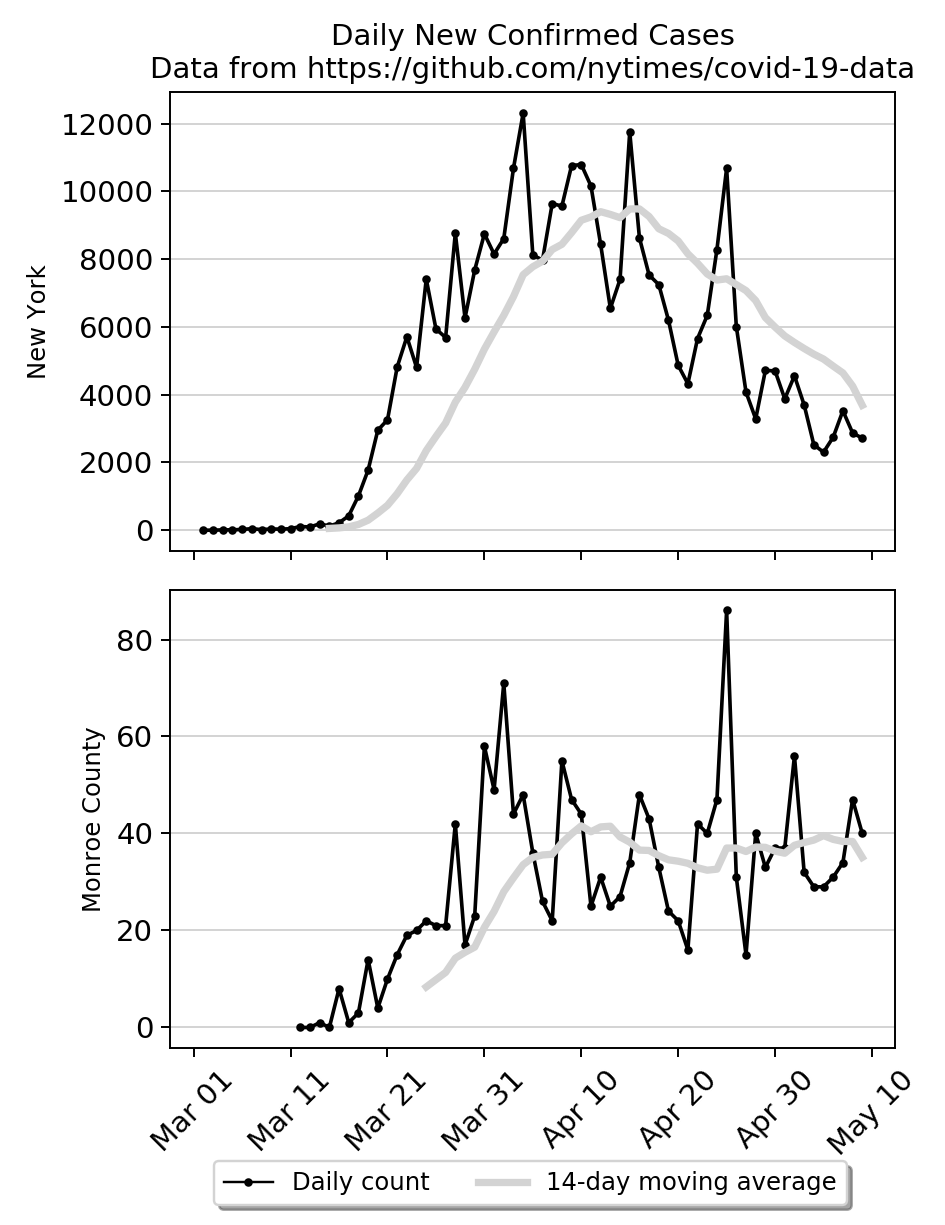 Daily New Confirmed Cases
Data from https://github.com/nytimes/covid-19-data
New York
12000
10000
8000
6000
4000
2000
0
Monroe County
80
60
40
20
0
Mar 01
Mar 11
Mar 21
Mar 31
Apr 10
Apr 20
Apr 30
May 10
Daily count
14-day moving average